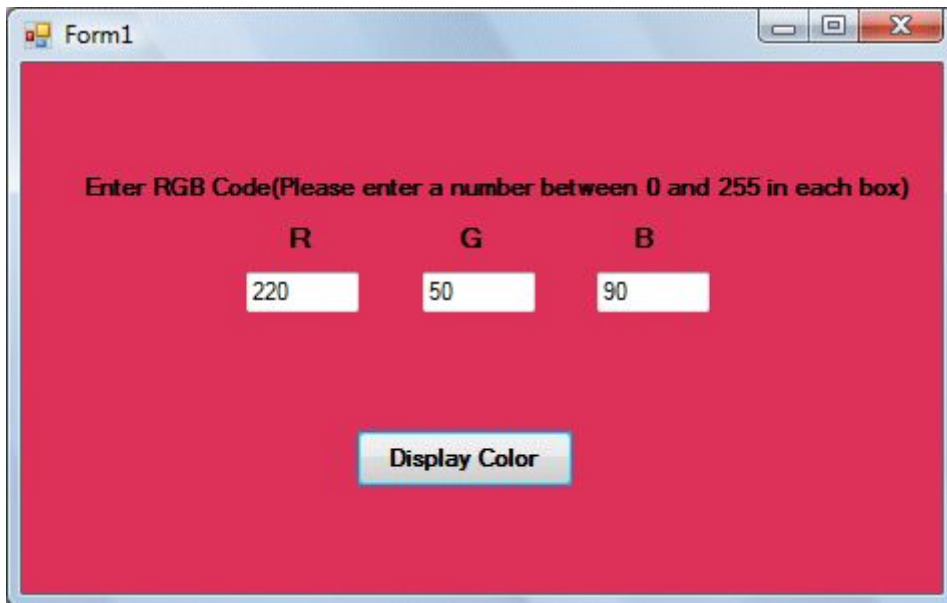 Form1
Enter RGB Code(Please enter a number between 0 and 255 in each box)
R G B
220 50 90
Display Color